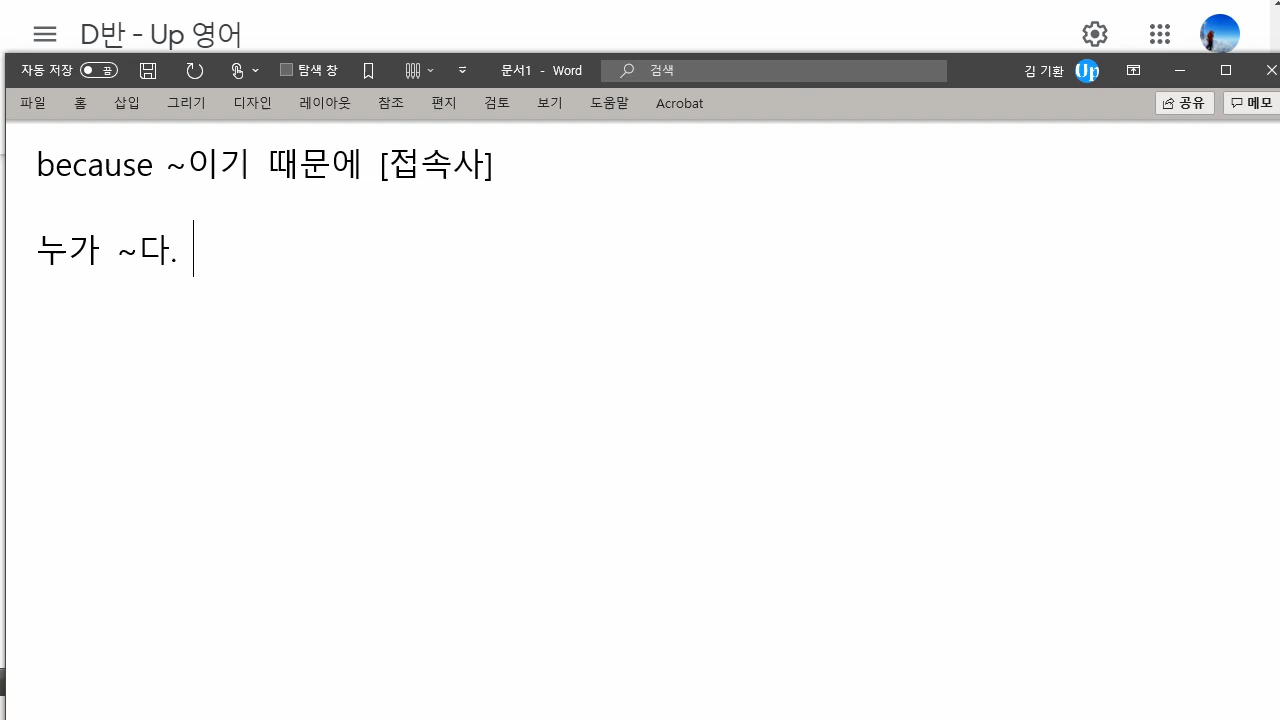 D반 - Up 영어
자동 저장 끔 탐색 창 문서1 - Word 검색 김 기환 Up
파일 홈 삽입 그리기 디자인 레이아웃 참조 편지 검토 보기 도움말 Acrobat 공유 메모
because ~이기 때문에 [접속사]
누가 ~다.